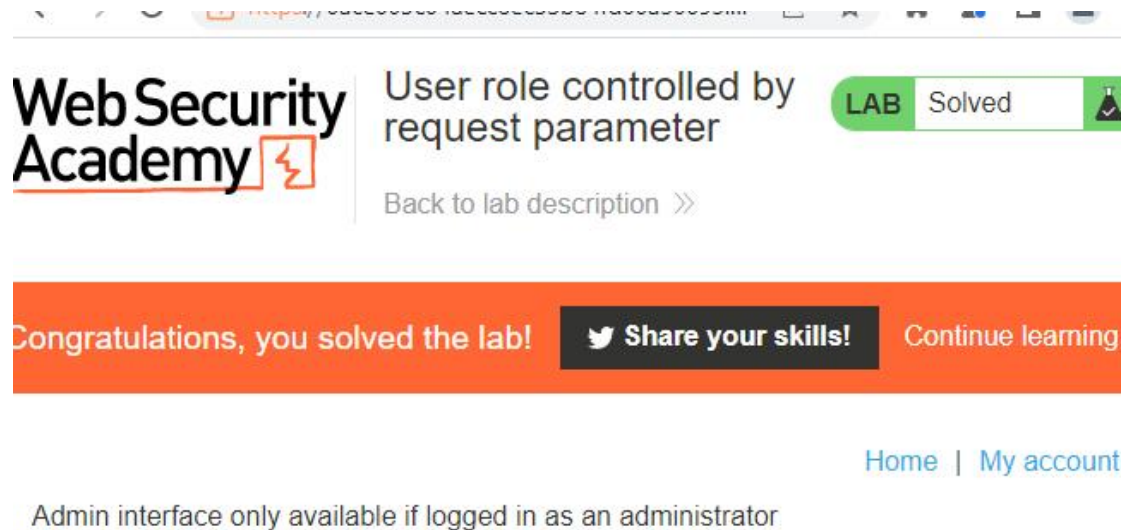 Web Security
Academy
User role controlled by
request parameter
LAB Solved
Back to lab description
Congratulations, you solved the lab!
Share your skills!
Continue learning
Home | My account
Admin interface only available if logged in as an administrator